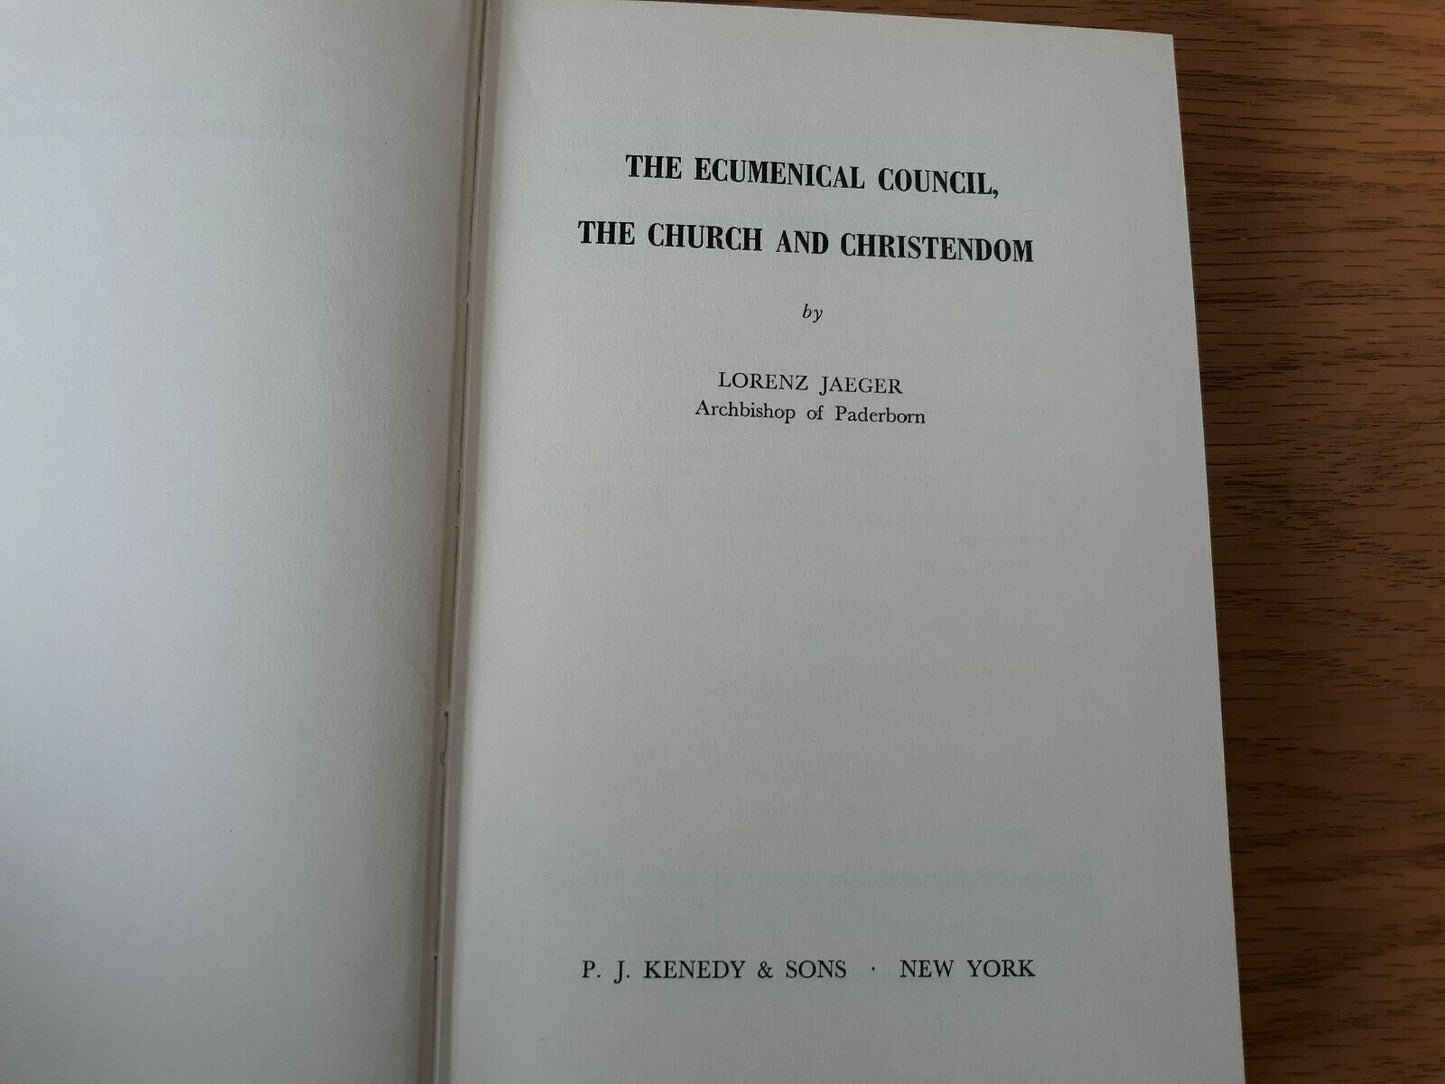 THE ECUMENICAL COUNCIL,
THE CHURCH AND CHRISTENDOM
by
LORENZ JAEGER
Archbishop of Paderborn
P. J. KENEDY & SONS · NEW YORK